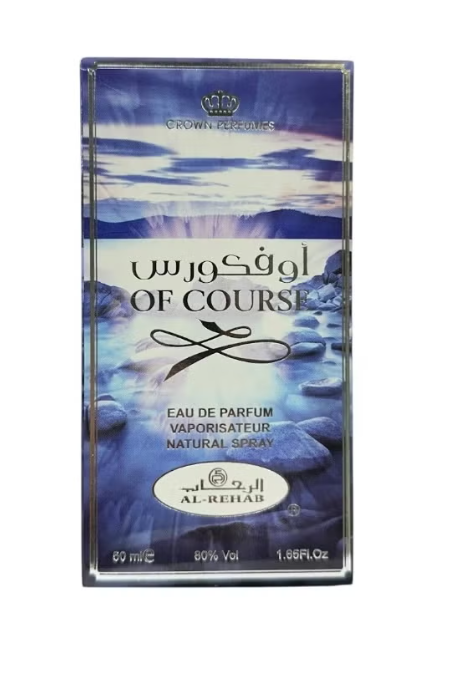 CROWN PERFUMES
أوفكورس
OF COURSE
EAU DE PARFUM
VAPORISATEUR
NATURAL SPRAY
الرحاب
AL-REHAB
®
50 ml℮ 80% Vol 1.66Fl.Oz